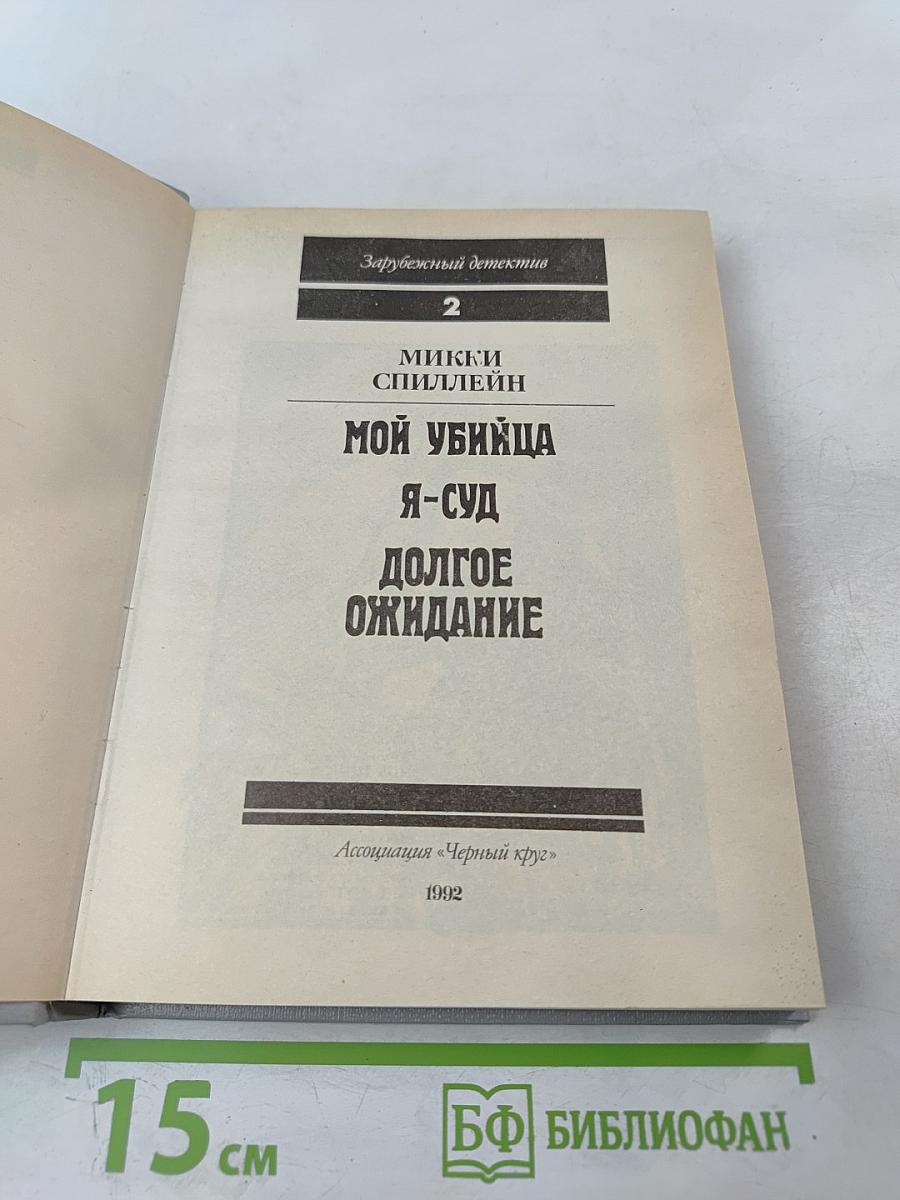 Зарубежный детектив
2
МИККИ
СПИЛЛЕЙН
МОЙ УБИЙЦА
Я-СУД
ДОЛГОЕ
ОЖИДАНИЕ
Ассоциация «Черный круг»
1992
15 см
БФ БИБЛИОФАН